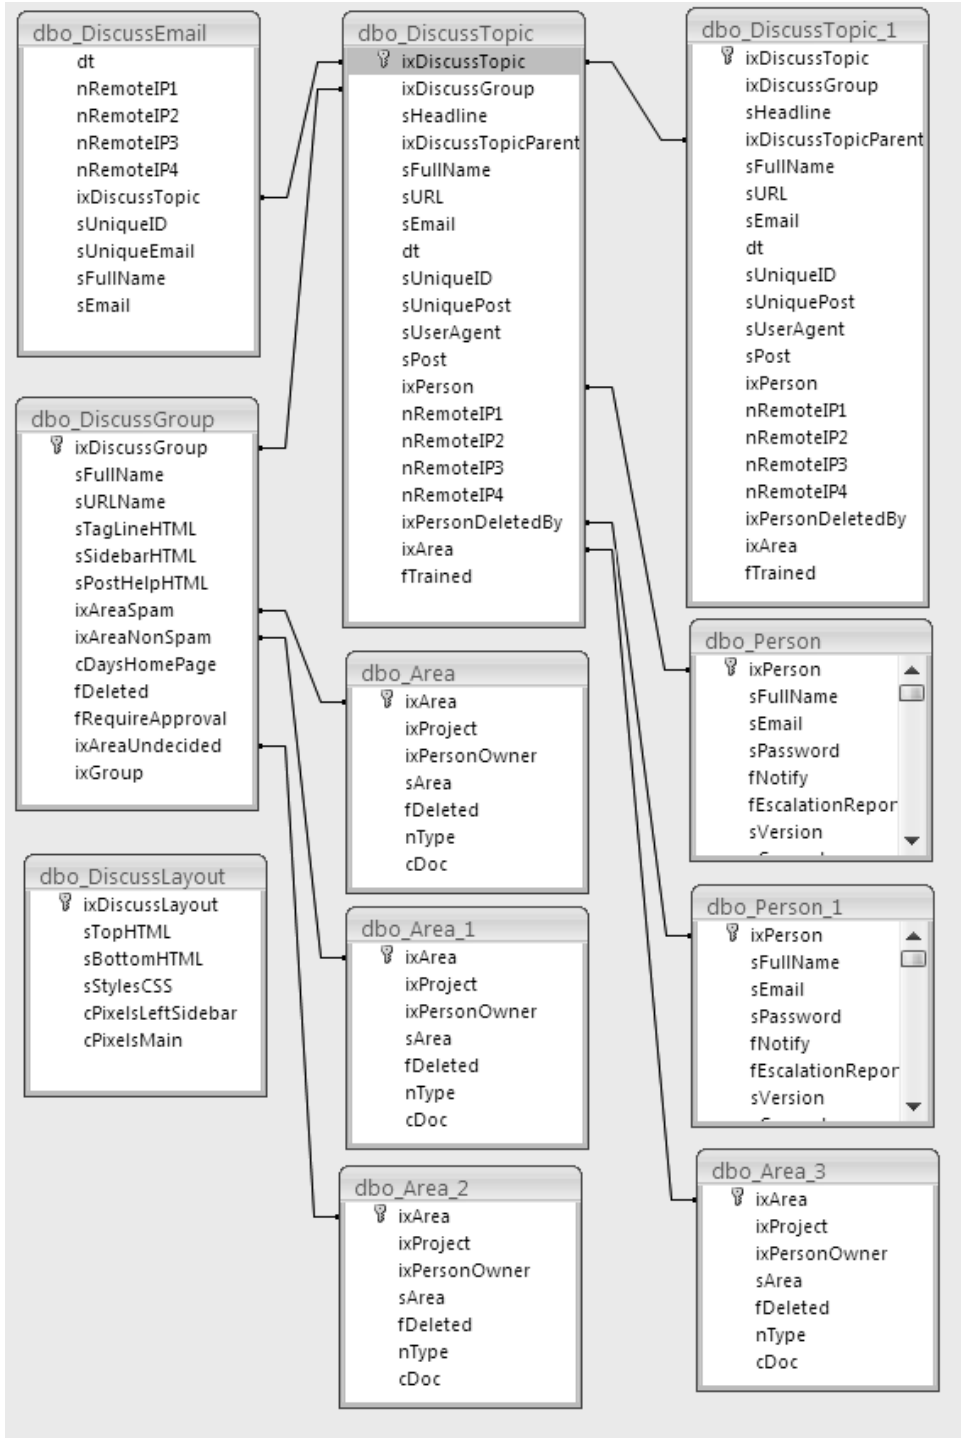 dbo_DiscussEmail
dt
nRemoteIP1
nRemoteIP2
nRemoteIP3
nRemoteIP4
ixDiscussTopic
sUniqueID
sUniqueEmail
sFullName
sEmail
dbo_DiscussTopic
ixDiscussTopic
ixDiscussGroup
sHeadline
ixDiscussTopicParent
sFullName
sURL
sEmail
dt
sUniqueID
sUniquePost
sUserAgent
sPost
ixPerson
nRemoteIP1
nRemoteIP2
nRemoteIP3
nRemoteIP4
ixPersonDeletedBy
ixArea
fTrained
dbo_DiscussTopic_1
ixDiscussTopic
ixDiscussGroup
sHeadline
ixDiscussTopicParent
sFullName
sURL
sEmail
dt
sUniqueID
sUniquePost
sUserAgent
sPost
ixPerson
nRemoteIP1
nRemoteIP2
nRemoteIP3
nRemoteIP4
ixPersonDeletedBy
ixArea
fTrained
dbo_DiscussGroup
ixDiscussGroup
sFullName
sURLName
sTagLineHTML
sSidebarHTML
sPostHelpHTML
ixAreaSpam
ixAreaNonSpam
cDaysHomePage
fDeleted
fRequireApproval
ixAreaUndecided
ixGroup
dbo_Area
ixArea
ixProject
ixPersonOwner
sArea
fDeleted
nType
cDoc
dbo_Person
ixPerson
sFullName
sEmail
sPassword
fNotify
fEscalationRepor
sVersion
dbo_DiscussLayout
ixDiscussLayout
sTopHTML
sBottomHTML
sStylesCSS
cPixelsLeftSidebar
cPixelsMain
dbo_Area_1
ixArea
ixProject
ixPersonOwner
sArea
fDeleted
nType
cDoc
dbo_Person_1
ixPerson
sFullName
sEmail
sPassword
fNotify
fEscalationRepor
sVersion
dbo_Area_2
ixArea
ixProject
ixPersonOwner
sArea
fDeleted
nType
cDoc
dbo_Area_3
ixArea
ixProject
ixPersonOwner
sArea
fDeleted
nType
cDoc